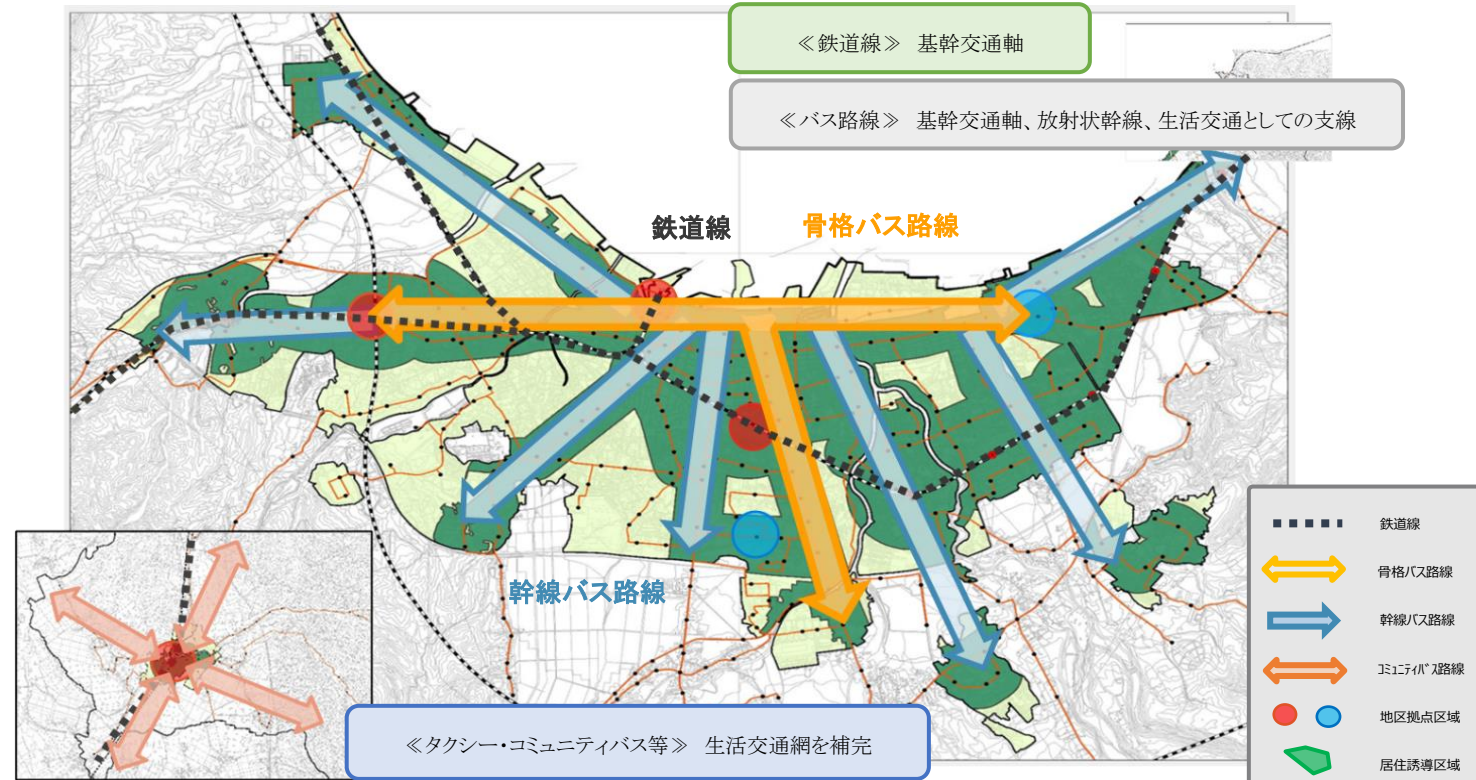 ≪鉄道線≫ 基幹交通軸
≪バス路線≫ 基幹交通軸、放射状幹線、生活交通としての支線
鉄道線
骨格バス路線
幹線バス路線
≪タクシー・コミュニティバス等≫ 生活交通網を補完
鉄道線
骨格バス路線
幹線バス路線
ｺﾐｭﾆﾃｨﾊﾞｽ路線
地区拠点区域
居住誘導区域